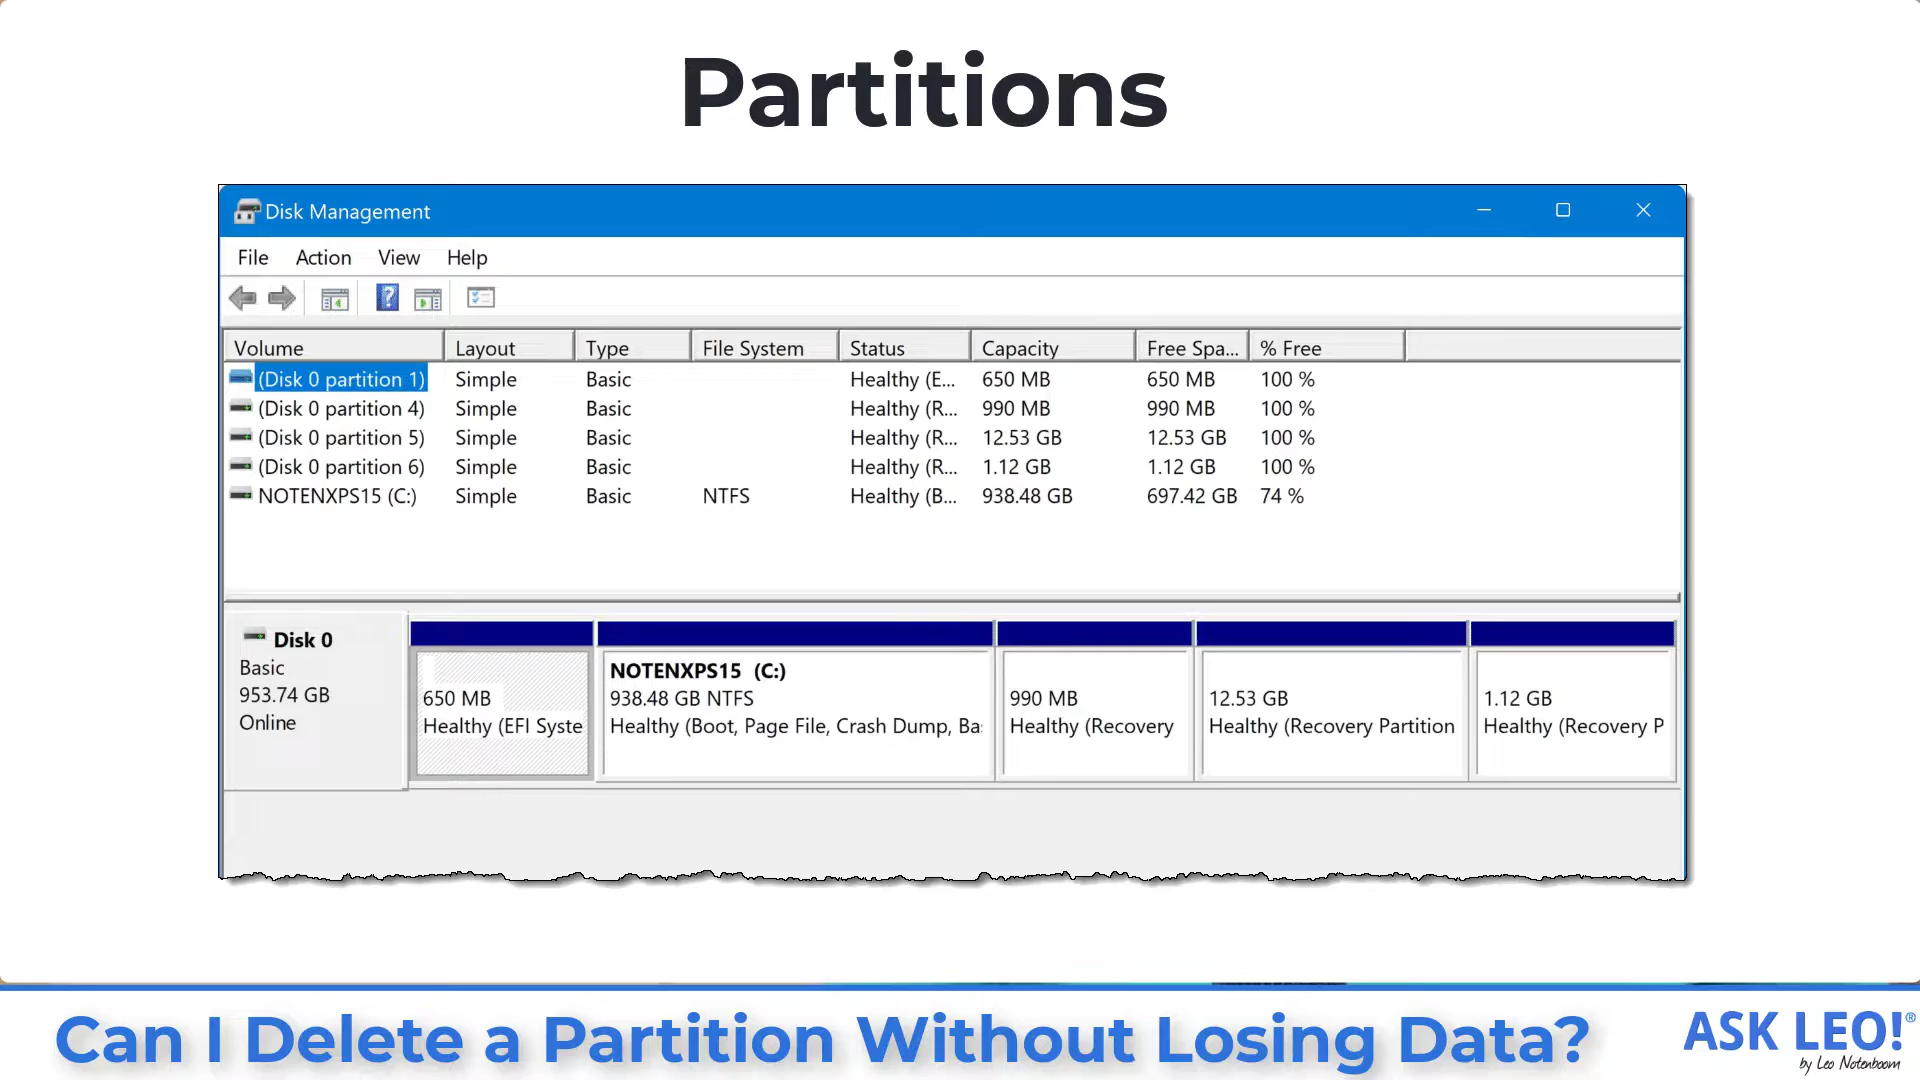 Partitions
Disk Management
File Action View Help
Volume Layout Type File System Status Capacity Free Spa... % Free
(Disk 0 partition 1) Simple Basic Healthy (E... 650 MB 650 MB 100 %
(Disk 0 partition 4) Simple Basic Healthy (R... 990 MB 990 MB 100 %
(Disk 0 partition 5) Simple Basic Healthy (R... 12.53 GB 12.53 GB 100 %
(Disk 0 partition 6) Simple Basic Healthy (R... 1.12 GB 1.12 GB 100 %
NOTENXPS15 (C:) Simple Basic NTFS Healthy (B... 938.48 GB 697.42 GB 74 %
Disk 0
Basic
953.74 GB
Online
650 MB
Healthy (EFI Syste
NOTENXPS15 (C:)
938.48 GB NTFS
Healthy (Boot, Page File, Crash Dump, Ba
990 MB
Healthy (Recovery
12.53 GB
Healthy (Recovery Partition
1.12 GB
Healthy (Recovery P
Can I Delete a Partition Without Losing Data?
ASK LEO!®
by Leo Notenboom